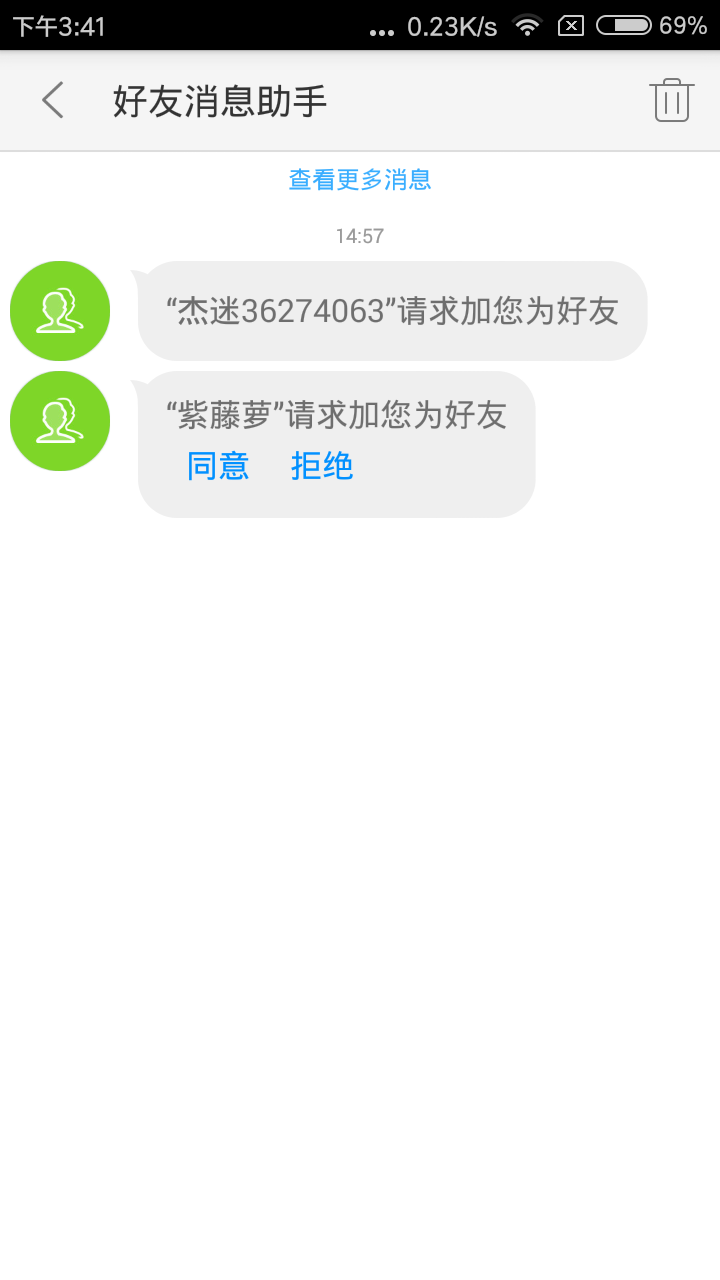 下午3:41 ... 0.23K/s 69%
好友消息助手
查看更多消息
14:57
“杰迷36274063”请求加您为好友
“紫藤萝”请求加您为好友
同意 拒绝